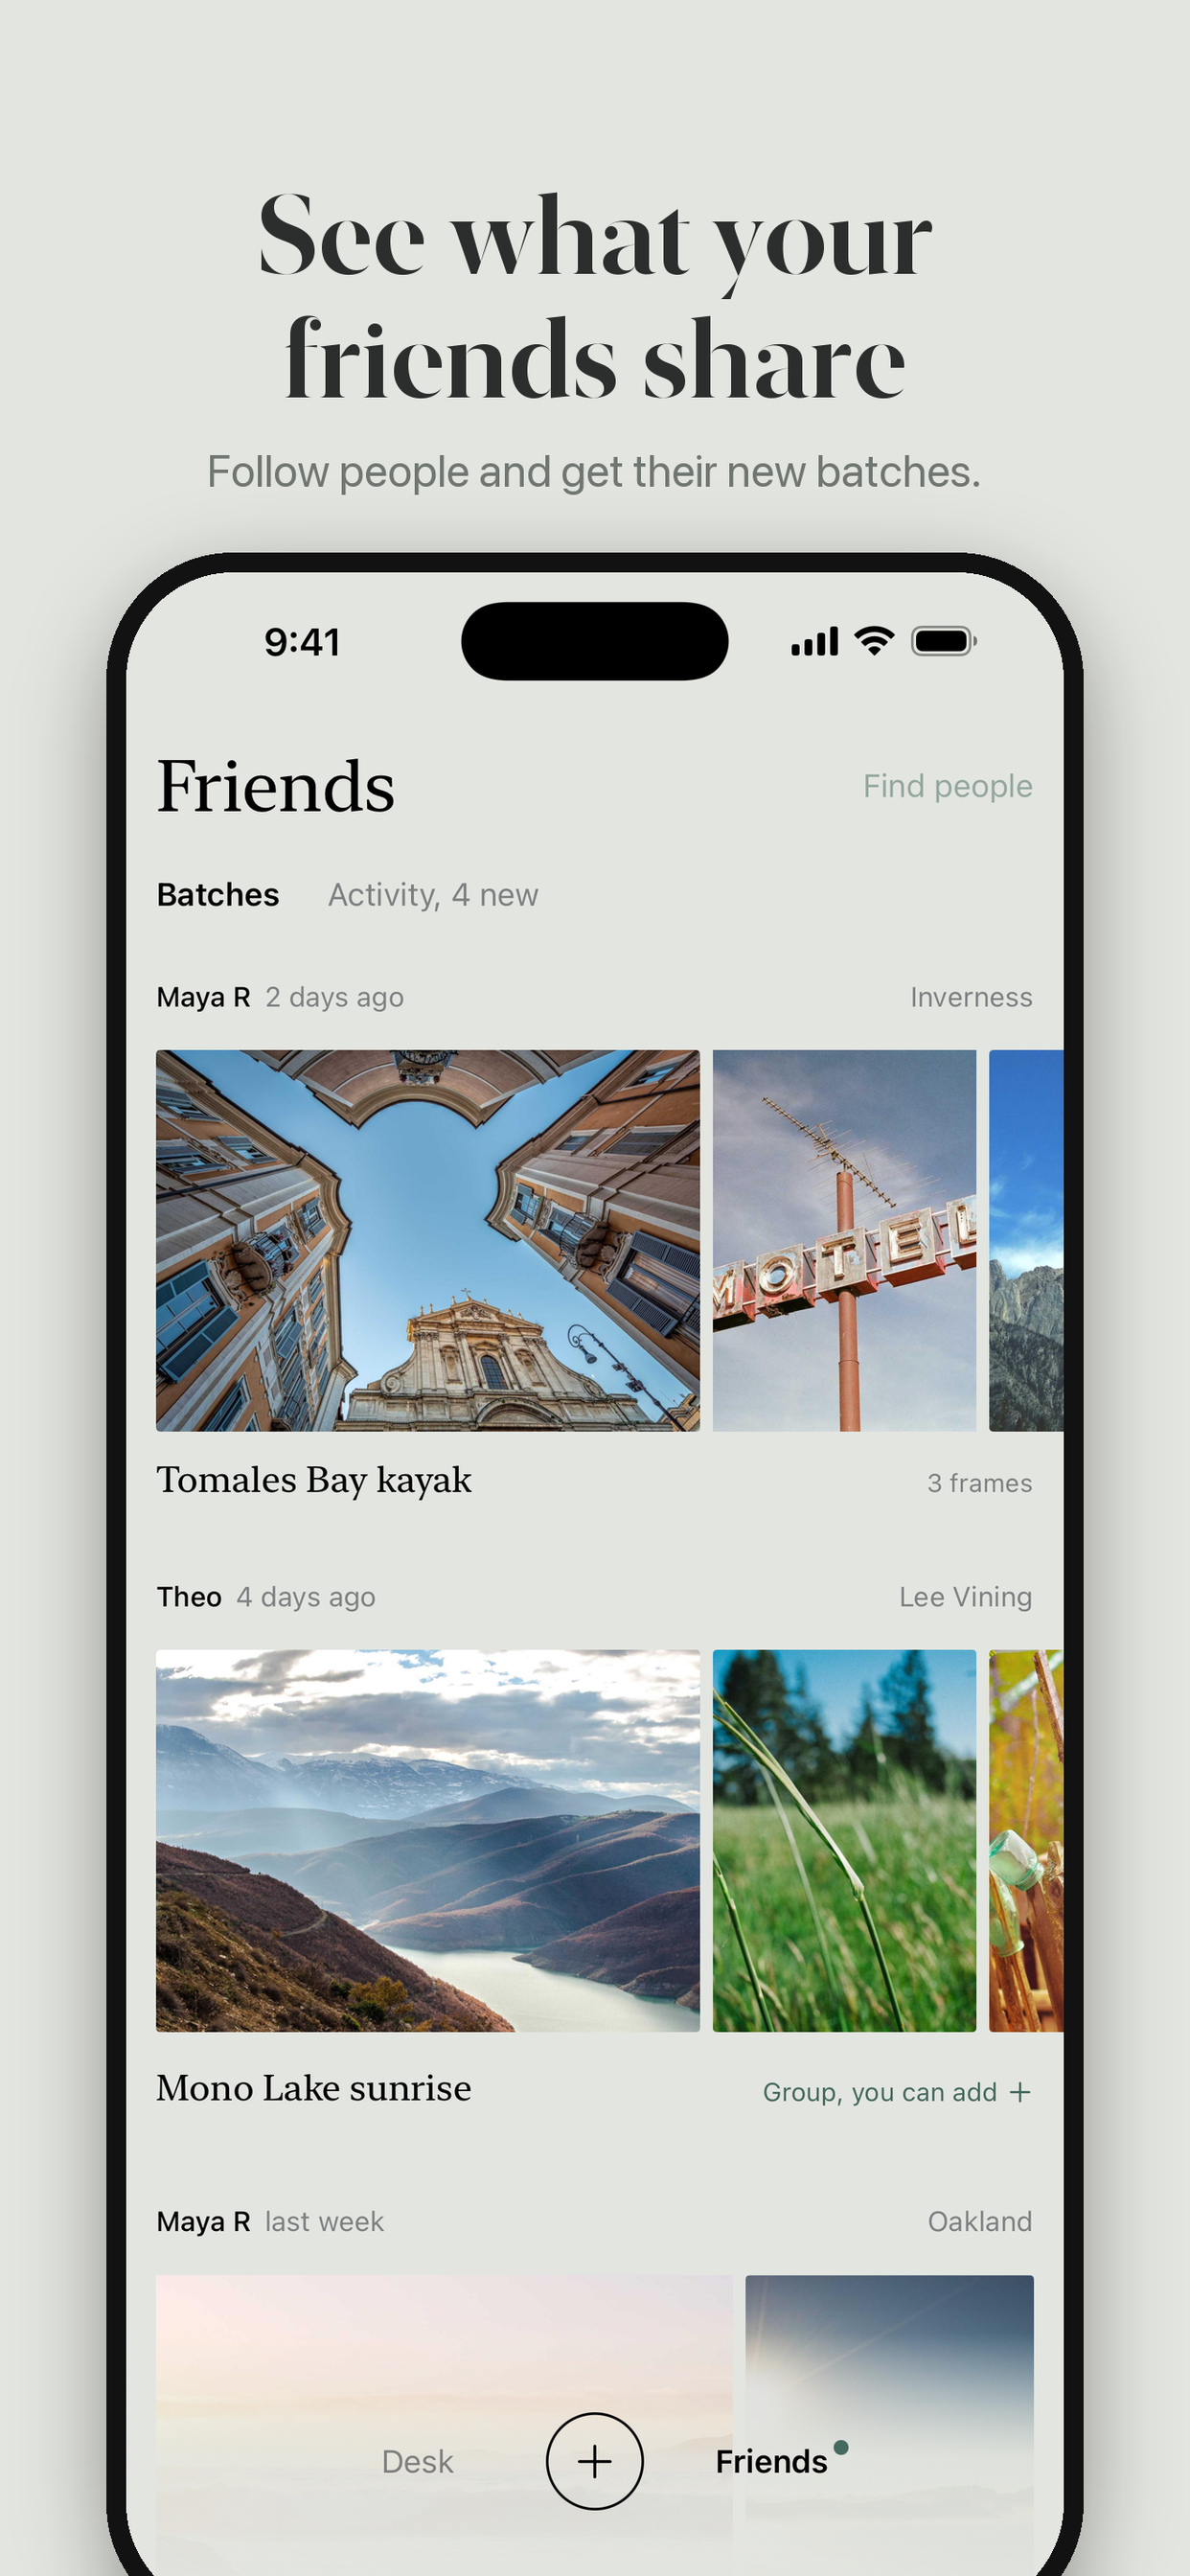 See what your
friends share
Follow people and get their new batches.
9:41
Friends
Find people
Batches
Activity, 4 new
Maya R 2 days ago
Inverness
MOTEL
Tomales Bay kayak
3 frames
Theo 4 days ago
Lee Vining
Mono Lake sunrise
Group, you can add +
Maya R last week
Oakland
Desk
+
Friends